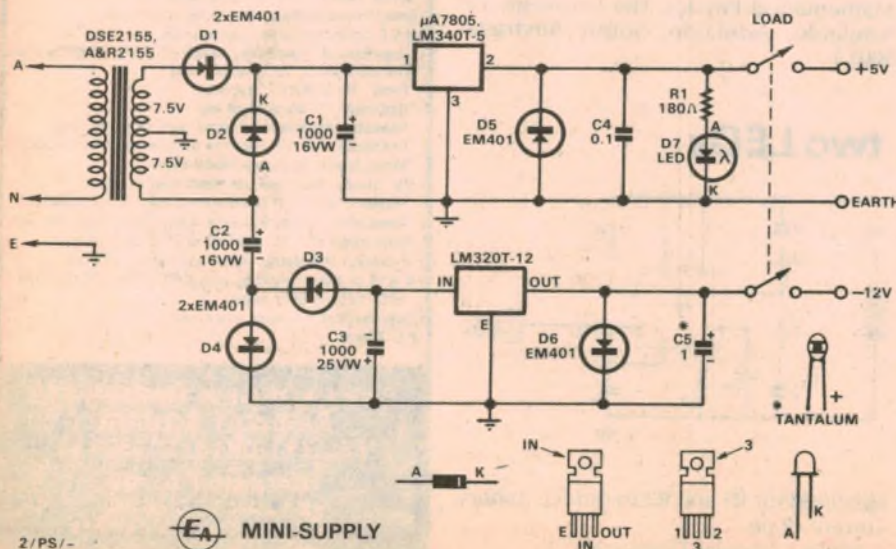 2xEM401
DSE2155,
A&R2155
D1
µA7805,
LM340T-5
LOAD
A
1
2
+5V
K
3
R1
180Ω
7.5V
D2
C1
1000
16VW
+
D5
EM401
C4
0.1
A
D7
LED
λ
7.5V
A
K
N
EARTH
E
C2
1000
16VW
+
−
D3
LM320T-12
IN
OUT
−12V
2xEM401
E
D4
C3
1000
25VW
+
D6
EM401
*
C5
1
+
+
* TANTALUM
IN
3
A
K
K
E
OUT
IN
1
2
3
A
2/PS/-
EA
MINI-SUPPLY